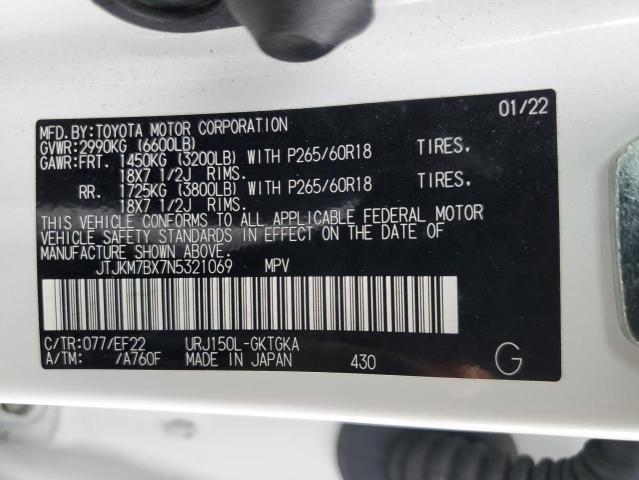 MFD.BY:TOYOTA MOTOR CORPORATION 01/22
GVWR:2990KG (6600LB)
GAWR:FRT. 1450KG (3200LB) WITH P265/60R18 TIRES,
18X7 1/2J RIMS.
RR. 1725KG (3800LB) WITH P265/60R18 TIRES,
18X7 1/2J RIMS.
THIS VEHICLE CONFORMS TO ALL APPLICABLE FEDERAL MOTOR
VEHICLE SAFETY STANDARDS IN EFFECT ON THE DATE OF
MANUFACTURE SHOWN ABOVE.
JTJKM7BX7N5321069 MPV
C/TR:077/EF22 URJ150L-GKTGKA
A/TM: /A760F MADE IN JAPAN 430 G